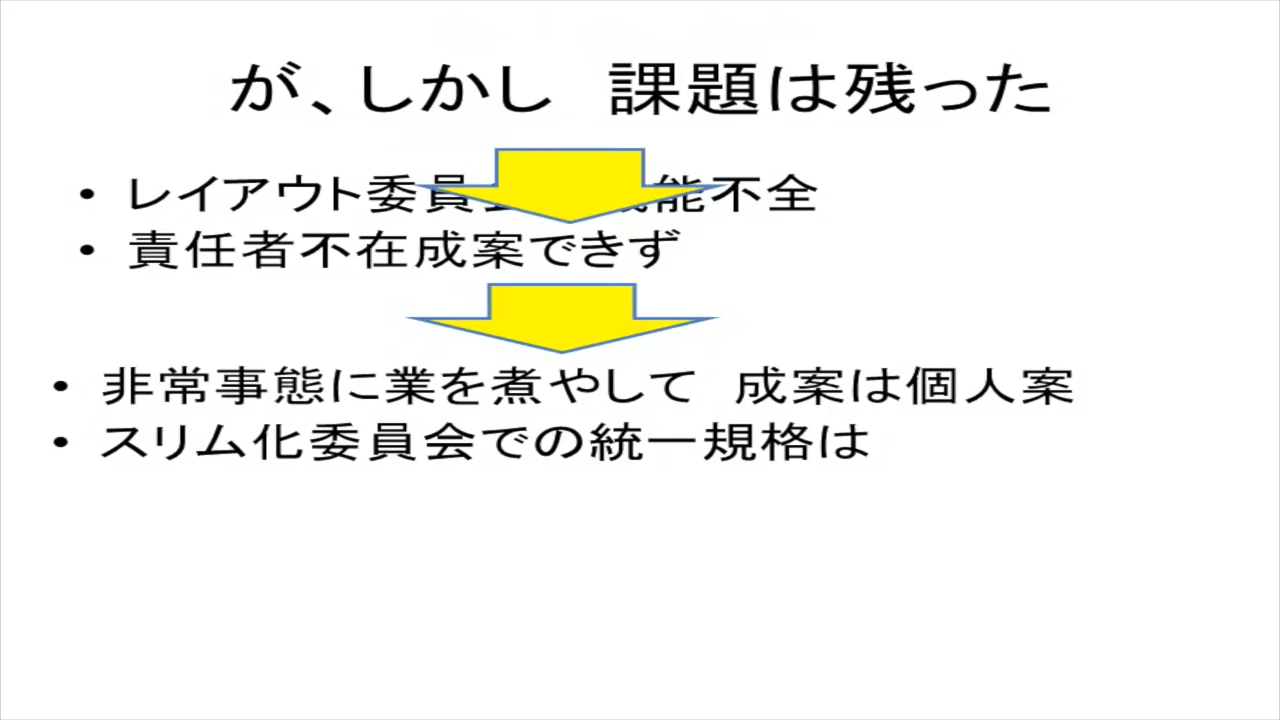 が、しかし　課題は残った
• レイアウト委員会 機能不全
• 責任者不在成案できず
• 非常事態に業を煮やして　成案は個人案
• スリム化委員会での統一規格は